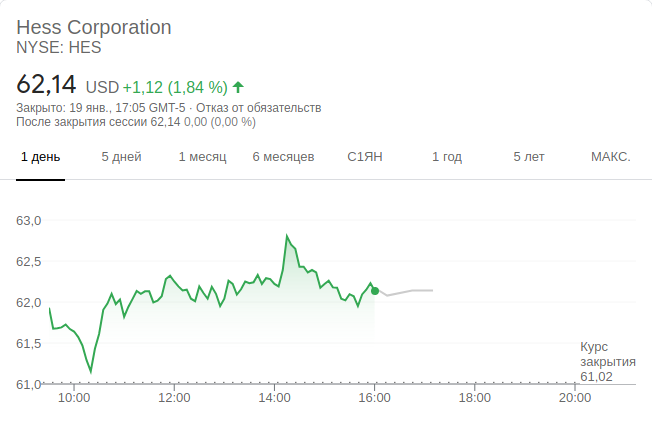 Hess Corporation
NYSE: HES
62,14 USD +1,12 (1,84 %)
Закрыто: 19 янв., 17:05 GMT-5 · Отказ от обязательств
После закрытия сессии 62,14 0,00 (0,00 %)
1 день 5 дней 1 месяц 6 месяцев С1ЯН 1 год 5 лет МАКС.
63,0
62,5
62,0
61,5
61,0
Курс
закрытия
61,02
10:00 12:00 14:00 16:00 18:00 20:00